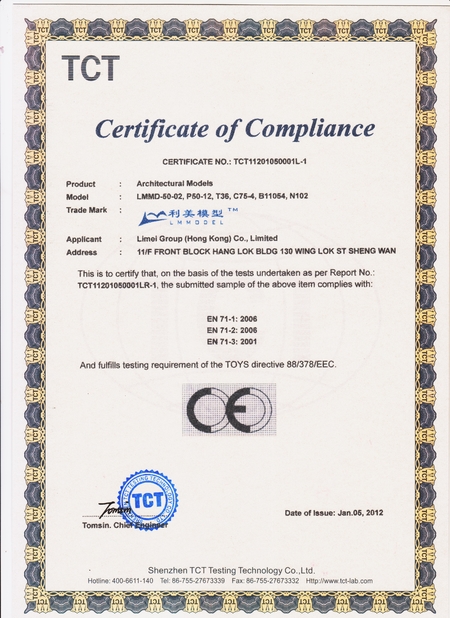 TCT
Certificate of Compliance
CERTIFICATE NO.: TCT11201050001L-1
Product : Architectural Models
Model : LMMD-50-02, P50-12, T35, C75-4, B11054, N102
Trade Mark : 利美模型™
LMMODEL
Applicant : Limei Group (Hong Kong) Co., Limited
Address : 11/F FRONT BLOCK HANG LOK BLDG 130 WING LOK ST SHENG WAN
This is to certify that, on the basis of the tests undertaken as per Report No.:
TCT11201050001LR-1, the submitted sample of the above item complies with:
EN 71-1: 2006
EN 71-2: 2006
EN 71-3: 2001
And fulfills testing requirement of the TOYS directive 88/378/EEC.
CE
TCT
Tomsin
Tomsin. Chief Engineer
Date of Issue: Jan.05, 2012
Shenzhen TCT Testing Technology Co.,Ltd.
Hotline: 400-6611-140 Tel: 86-755-27673339 Fax: 86-755-27673332 Http://www.tct-lab.com